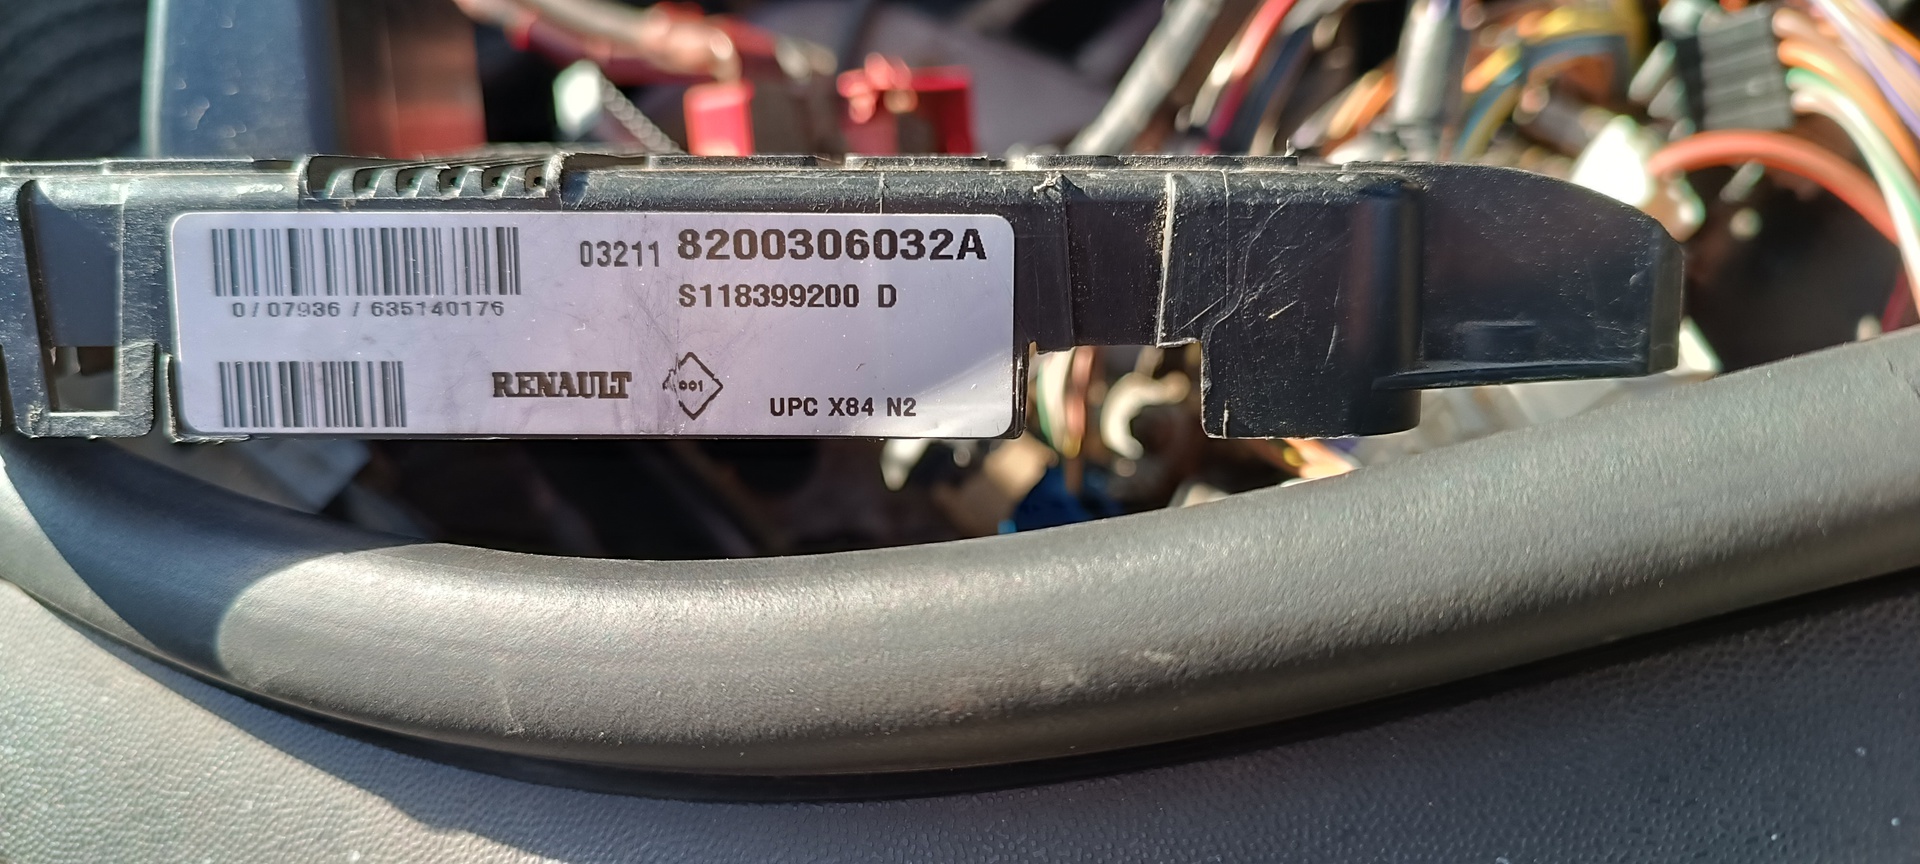 03211 8200306032A
S118399200 D
0/07936 / 635140176
RENAULT 001
UPC X84 N2